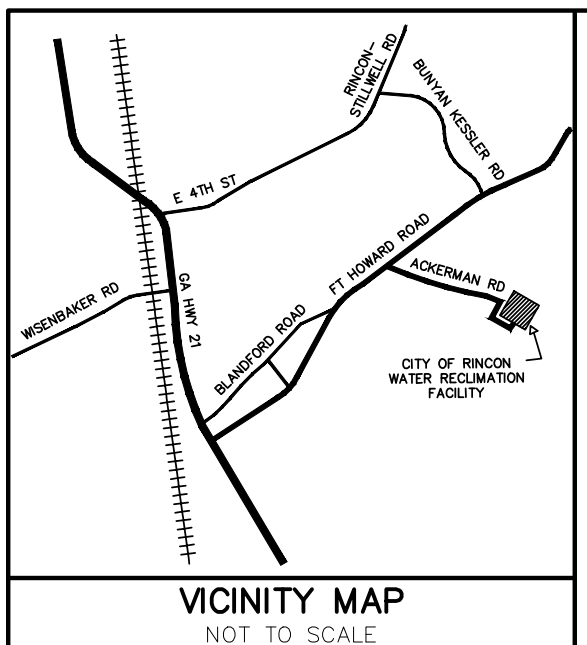 RINCON-
STILLWELL RD
BUNYAN KESSLER RD
E 4TH ST
FT HOWARD ROAD
ACKERMAN RD
WISENBAKER RD
GA HWY 21
BLANDFORD ROAD
CITY OF RINCON
WATER RECLIMATION
FACILITY
VICINITY MAP
NOT TO SCALE